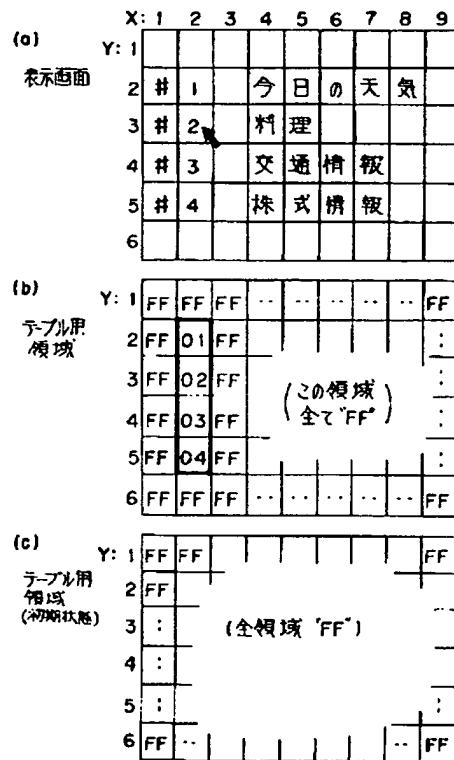 X: 1 2 3 4 5 6 7 8 9
(a)
表示画面
Y: 1
2 # 1 今日の天気
3 # 2 料理
4 # 3 交通情報
5 # 4 株式情報
6
(b)
テーブル用
領域
Y: 1 FF FF FF ‥ ‥ ‥ ‥ ‥ FF
2 FF 01 FF :
3 FF 02 FF (この領域 :
4 FF 03 FF 全て"FF") :
5 FF 04 FF :
6 FF FF FF ‥ ‥ ‥ ‥ ‥ FF
(c)
テーブル用
領域
(初期状態)
Y: 1 FF FF FF
2 FF
3 : (全領域"FF") :
4 : :
5 : :
6 FF ‥ ‥ FF